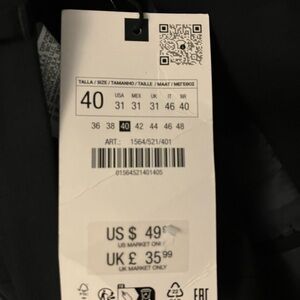 TALLA / SIZE / TAMANHO / TAILLE / MAAT / ΜΕΓΕΘΟΣ
40 USA 31 MEX 31 UK 31 IT 46 NR 40
36 38 40 42 44 46 48
ART.: 1564/521/401
01564521401405
US $ 49
US MARKET ONLY
UK £ 35.99
UK MARKET ONLY